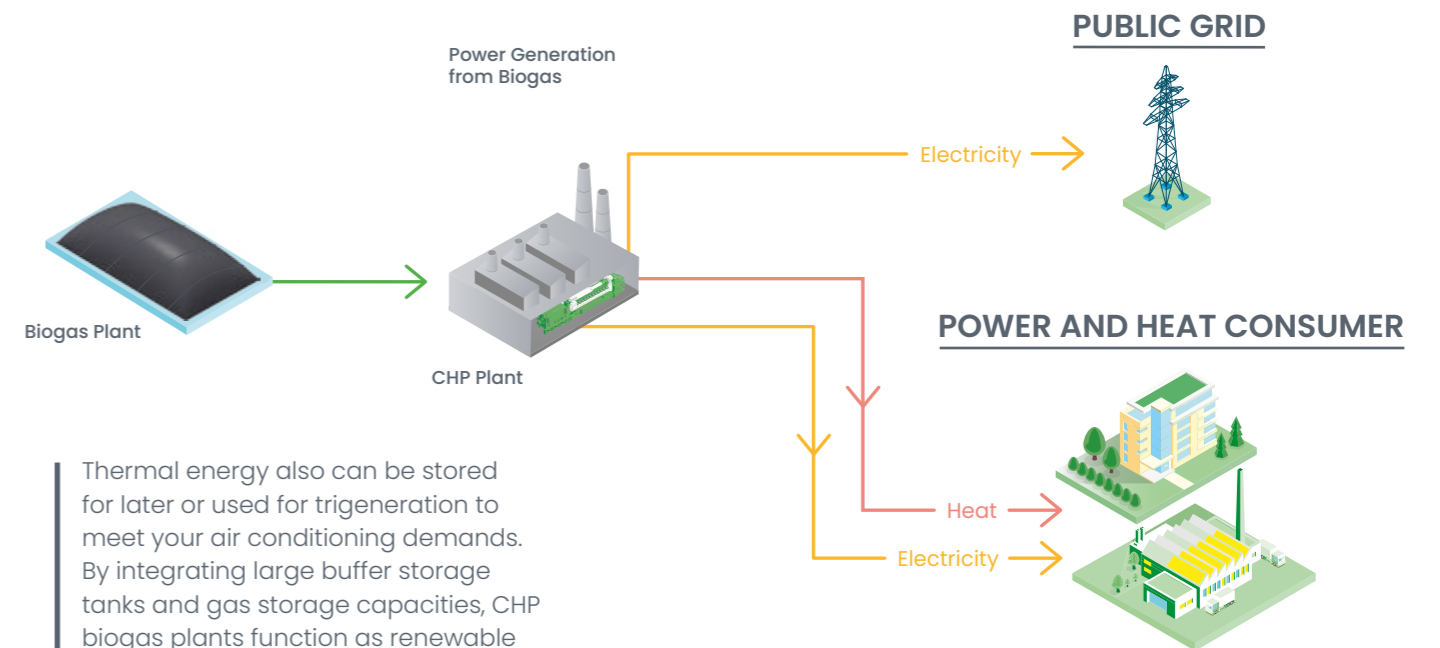 PUBLIC GRID
Power Generation
from Biogas
Electricity
Biogas Plant
CHP Plant
POWER AND HEAT CONSUMER
Heat
Electricity
Thermal energy also can be stored
for later or used for trigeneration to
meet your air conditioning demands.
By integrating large buffer storage
tanks and gas storage capacities, CHP
biogas plants function as renewable